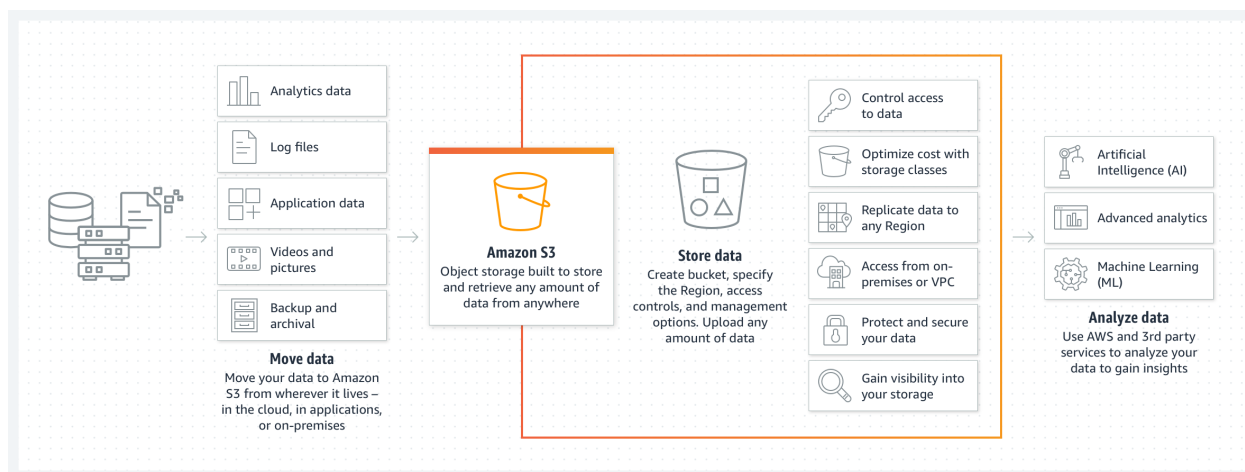 Analytics data
Log files
Application data
Videos and
pictures
Backup and
archival
Move data
Move your data to Amazon
S3 from wherever it lives –
in the cloud, in applications,
or on-premises
Amazon S3
Object storage built to store
and retrieve any amount of
data from anywhere
Store data
Create bucket, specify
the Region, access
controls, and management
options. Upload any
amount of data
Control access
to data
Optimize cost with
storage classes
Replicate data to
any Region
Access from on-
premises or VPC
Protect and secure
your data
Gain visibility into
your storage
Artificial
Intelligence (AI)
Advanced analytics
Machine Learning
(ML)
Analyze data
Use AWS and 3rd party
services to analyze your
data to gain insights